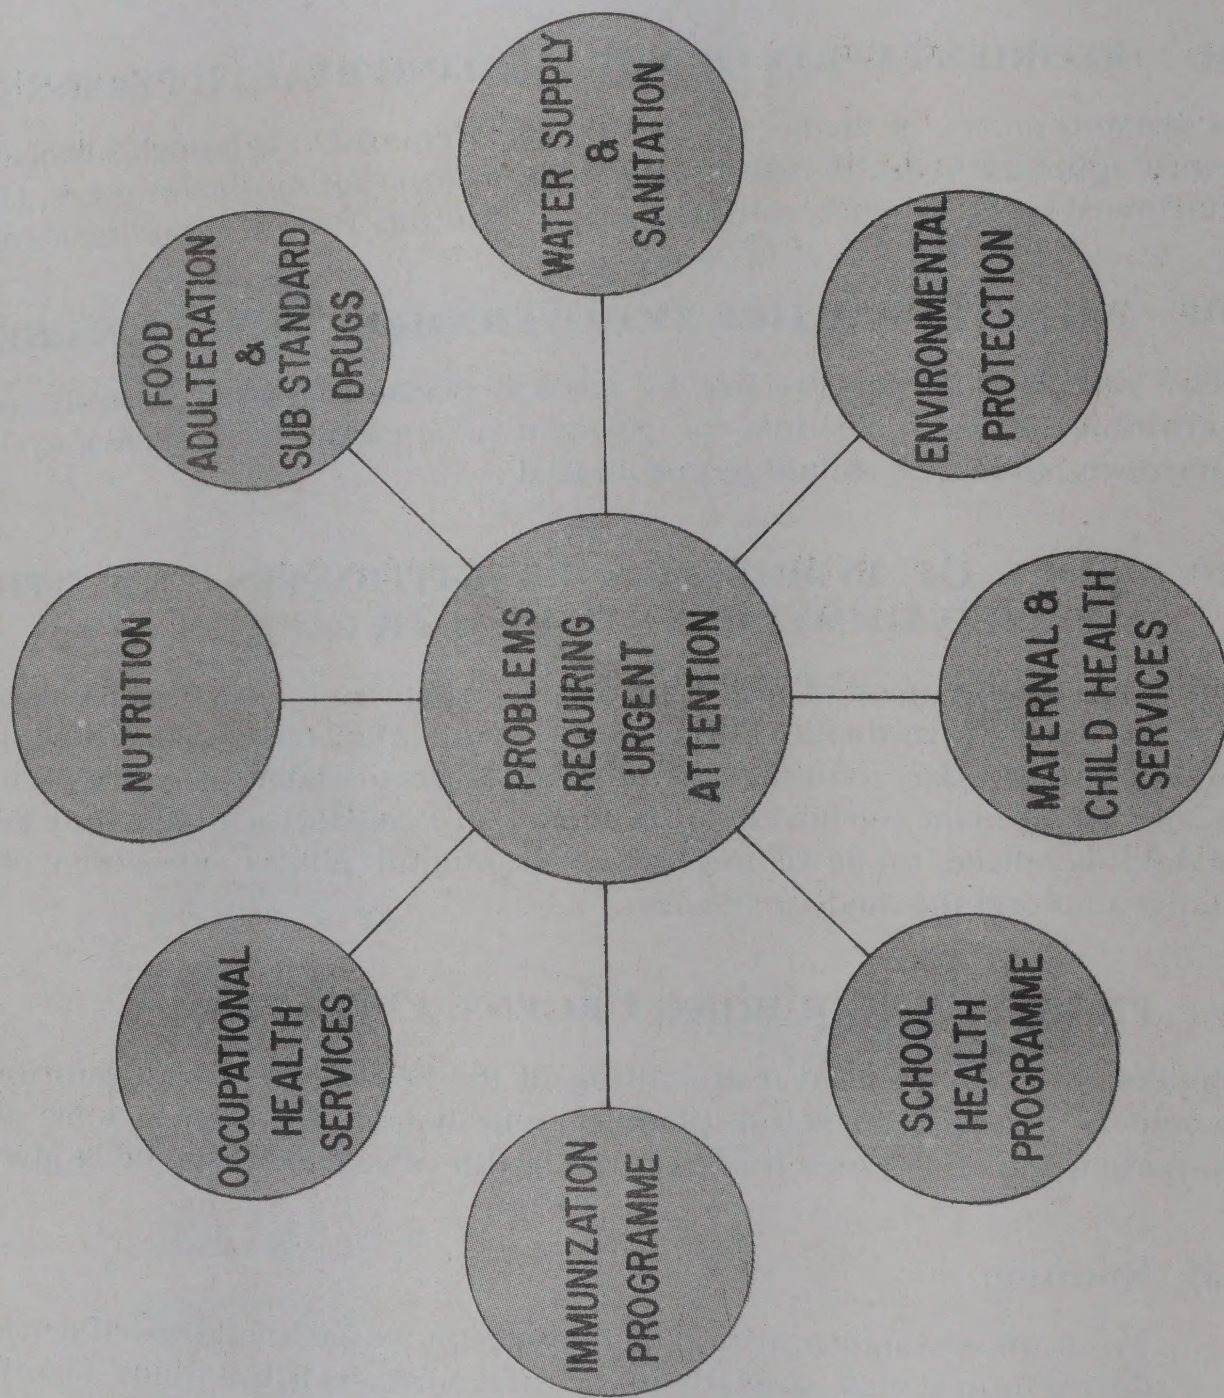 NUTRITION
FOOD
ADULTERATION
&
SUB STANDARD
DRUGS
WATER SUPPLY
&
SANITATION
ENVIRONMENTAL
PROTECTION
MATERNAL &
CHILD HEALTH
SERVICES
SCHOOL
HEALTH
PROGRAMME
IMMUNIZATION
PROGRAMME
OCCUPATIONAL
HEALTH
SERVICES
PROBLEMS
REQUIRING
URGENT
ATTENTION